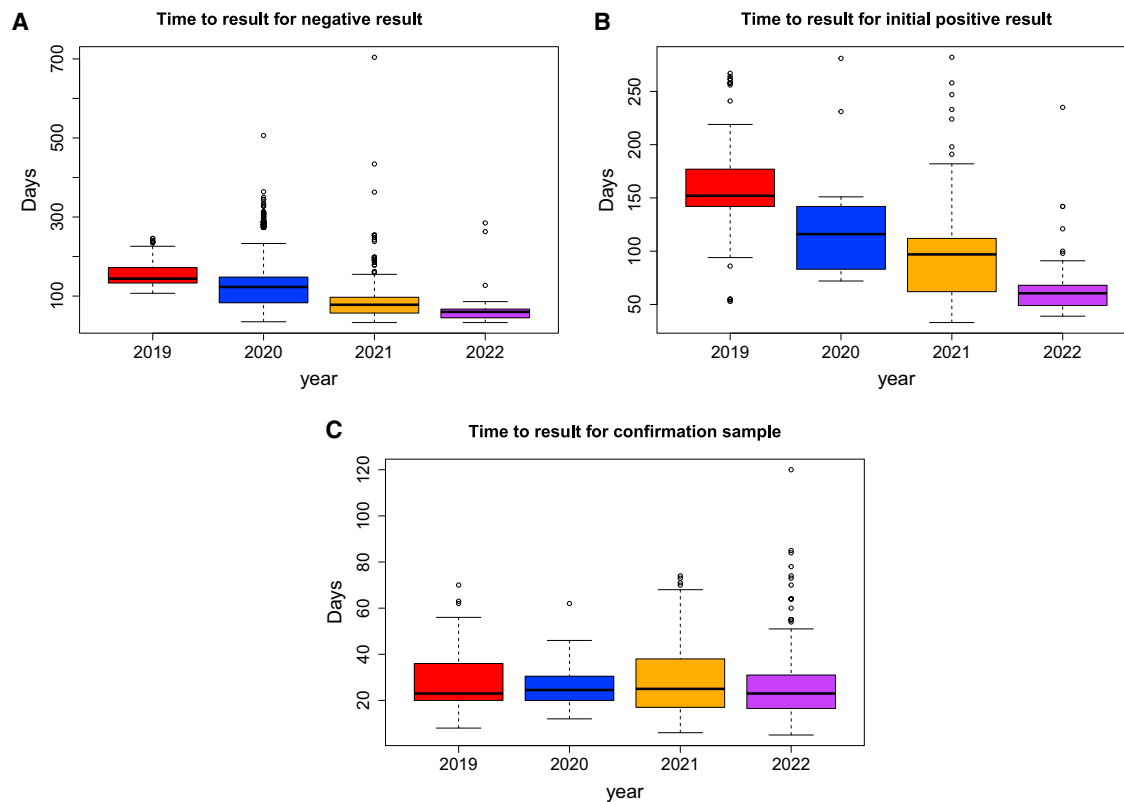 A
Time to result for negative result
Days
700
500
300
100
2019 2020 2021 2022
year
B
Time to result for initial positive result
Days
250
200
150
100
50
2019 2020 2021 2022
year
C
Time to result for confirmation sample
Days
120
100
80
60
40
20
2019 2020 2021 2022
year